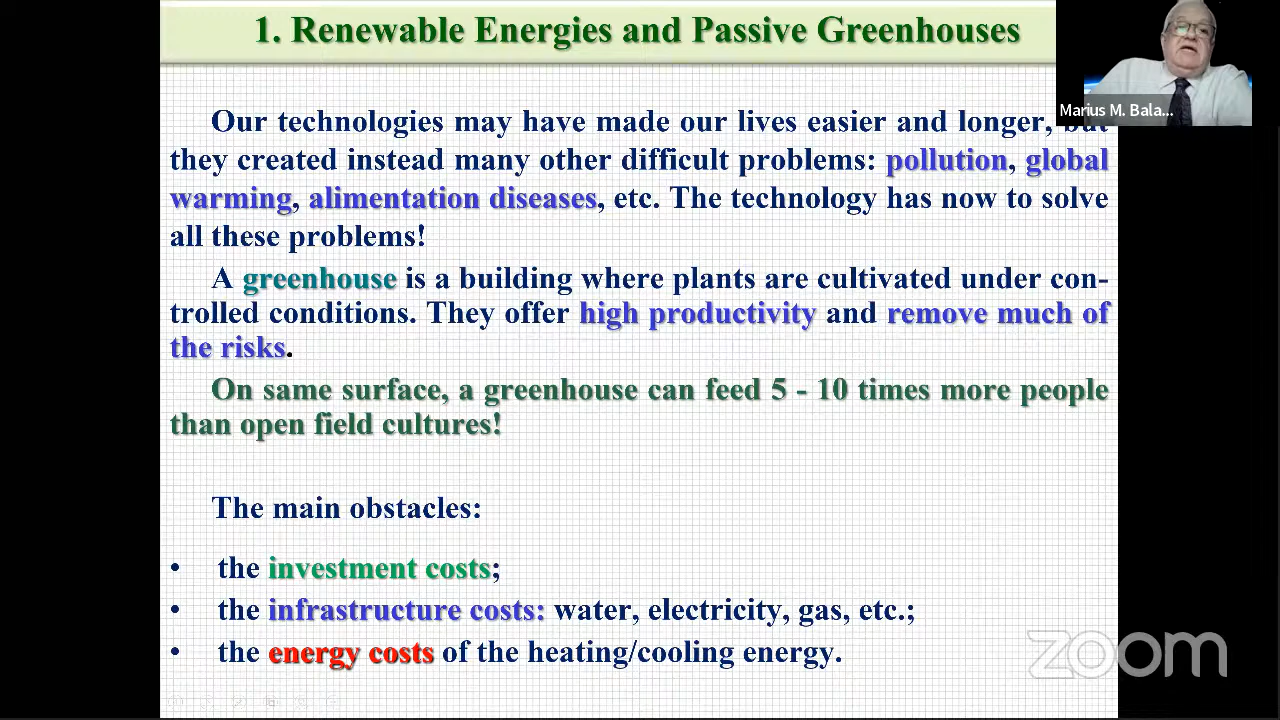 1. Renewable Energies and Passive Greenhouses
Marius M. Bala...
Our technologies may have made our lives easier and longer, but
they created instead many other difficult problems: pollution, global
warming, alimentation diseases, etc. The technology has now to solve
all these problems!
A greenhouse is a building where plants are cultivated under con-
trolled conditions. They offer high productivity and remove much of
the risks.
On same surface, a greenhouse can feed 5 - 10 times more people
than open field cultures!
The main obstacles:
• the investment costs;
• the infrastructure costs: water, electricity, gas, etc.;
• the energy costs of the heating/cooling energy.
zoom